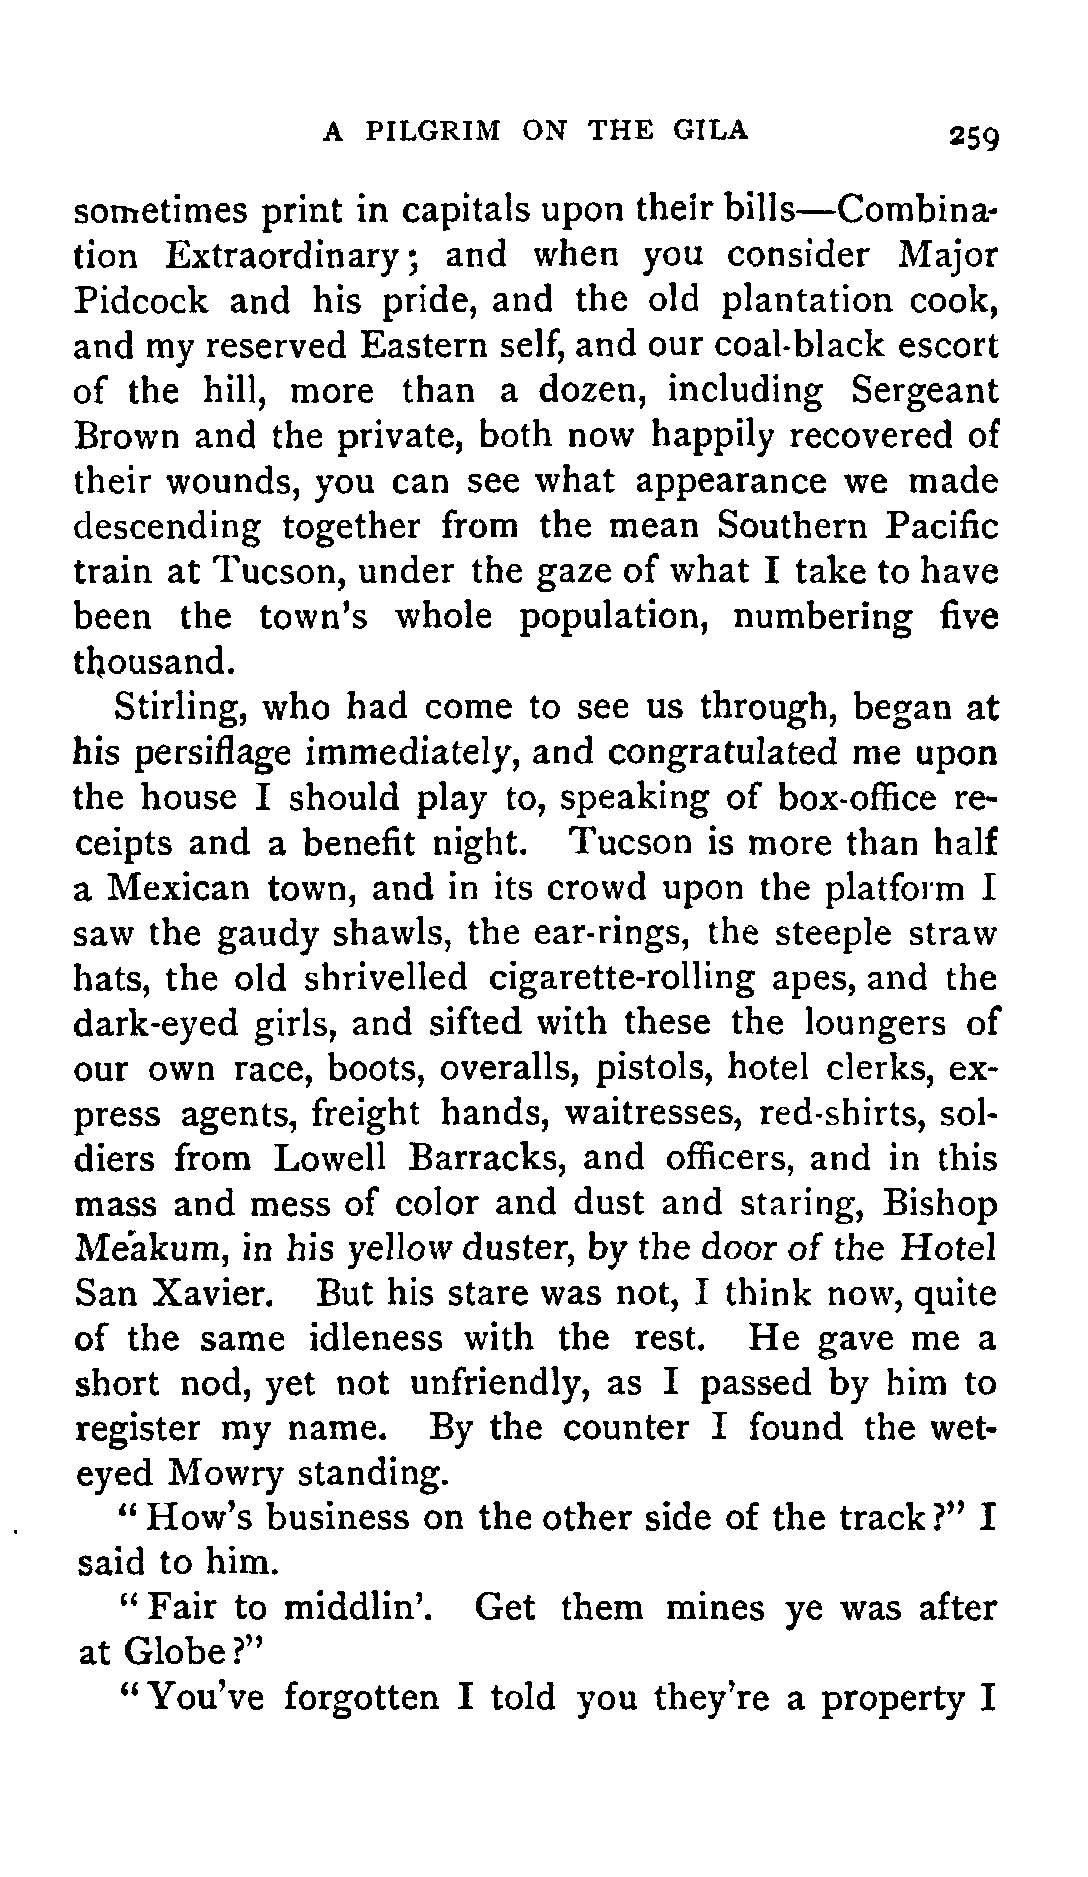 A PILGRIM ON THE GILA 259
sometimes print in capitals upon their bills—Combina-
tion Extraordinary; and when you consider Major
Pidcock and his pride, and the old plantation cook,
and my reserved Eastern self, and our coal-black escort
of the hill, more than a dozen, including Sergeant
Brown and the private, both now happily recovered of
their wounds, you can see what appearance we made
descending together from the mean Southern Pacific
train at Tucson, under the gaze of what I take to have
been the town's whole population, numbering five
thousand.
Stirling, who had come to see us through, began at
his persiflage immediately, and congratulated me upon
the house I should play to, speaking of box-office re-
ceipts and a benefit night. Tucson is more than half
a Mexican town, and in its crowd upon the platform I
saw the gaudy shawls, the ear-rings, the steeple straw
hats, the old shrivelled cigarette-rolling apes, and the
dark-eyed girls, and sifted with these the loungers of
our own race, boots, overalls, pistols, hotel clerks, ex-
press agents, freight hands, waitresses, red-shirts, sol-
diers from Lowell Barracks, and officers, and in this
mass and mess of color and dust and staring, Bishop
Meakum, in his yellow duster, by the door of the Hotel
San Xavier. But his stare was not, I think now, quite
of the same idleness with the rest. He gave me a
short nod, yet not unfriendly, as I passed by him to
register my name. By the counter I found the wet-
eyed Mowry standing.
"How's business on the other side of the track?" I
said to him.
"Fair to middlin'. Get them mines ye was after
at Globe?"
"You've forgotten I told you they're a property I